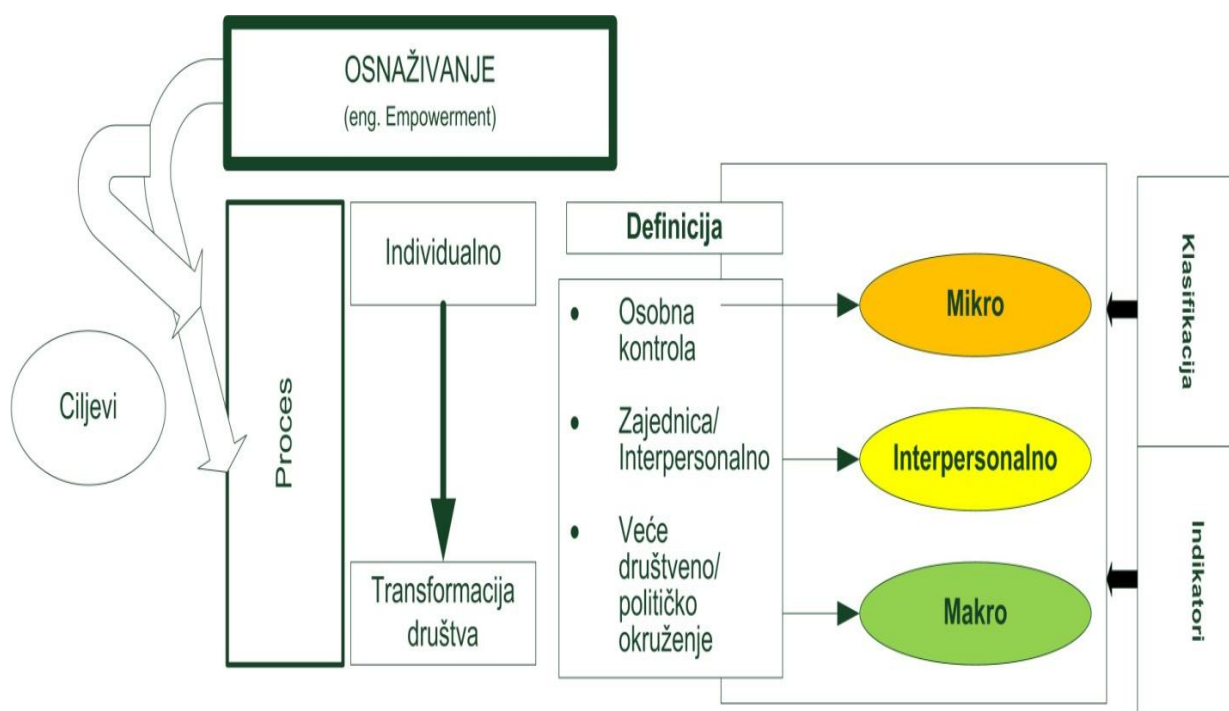 OSNAŽIVANJE
(eng. Empowerment)
Ciljevi
Proces
Individualno
Transformacija
društva
Definicija
• Osobna
kontrola
• Zajednica/
Interpersonalno
• Veće
društveno/
političko
okruženje
Mikro
Interpersonalno
Makro
Klasifikacija
Indikatori